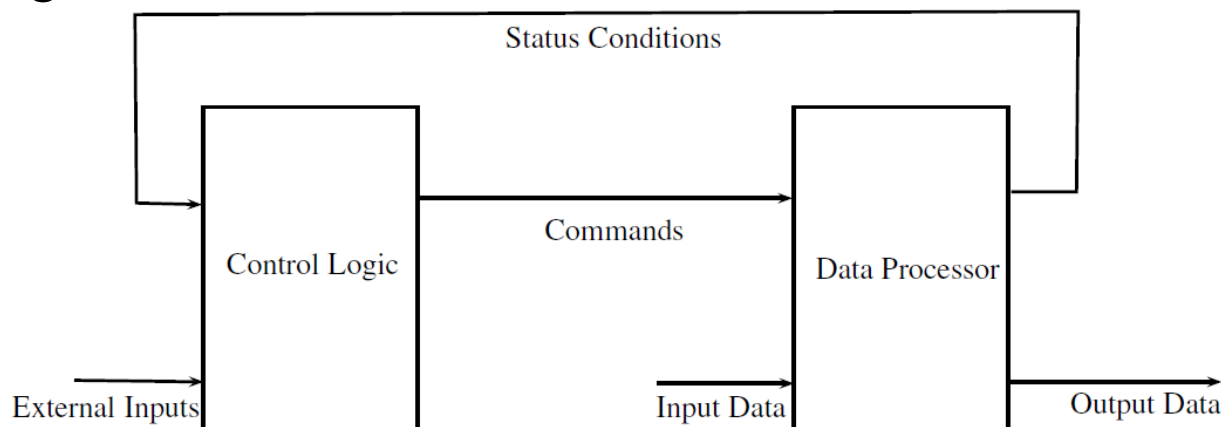 Status Conditions
Commands
Control Logic
Data Processor
External Inputs
Input Data
Output Data